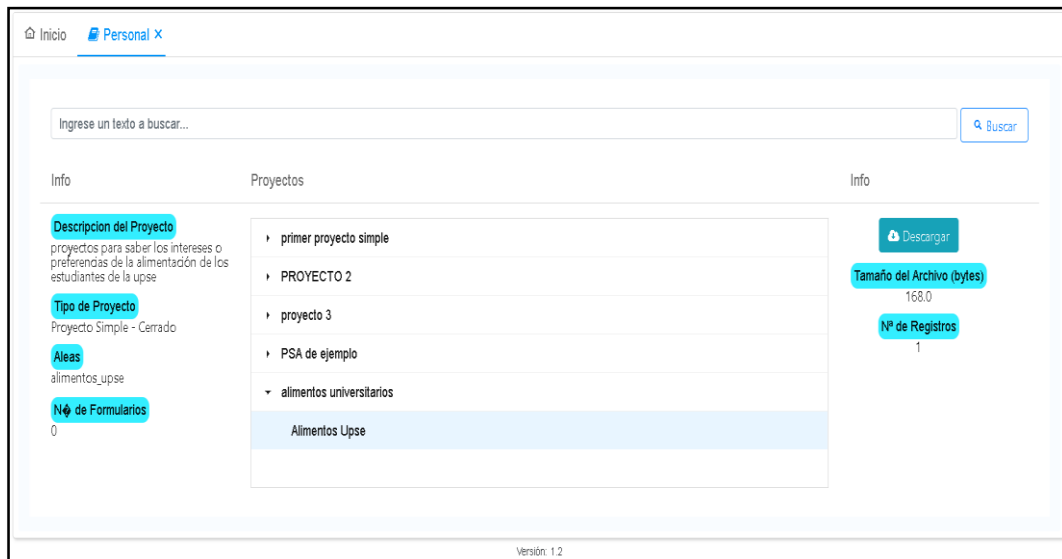 Inicio Personal X
Ingrese un texto a buscar... Buscar
Info Proyectos Info
Descripcion del Proyecto
proyectos para saber los intereses o
preferencias de la alimentación de los
estudiantes de la upse
Tipo de Proyecto
Proyecto Simple - Cerrado
Aleas
alimentos_upse
N� de Formularios
0
primer proyecto simple
PROYECTO 2
proyecto 3
PSA de ejemplo
alimentos universitarios
Alimentos Upse
Descargar
Tamaño del Archivo (bytes)
168.0
Nª de Registros
1
Versión: 1.2